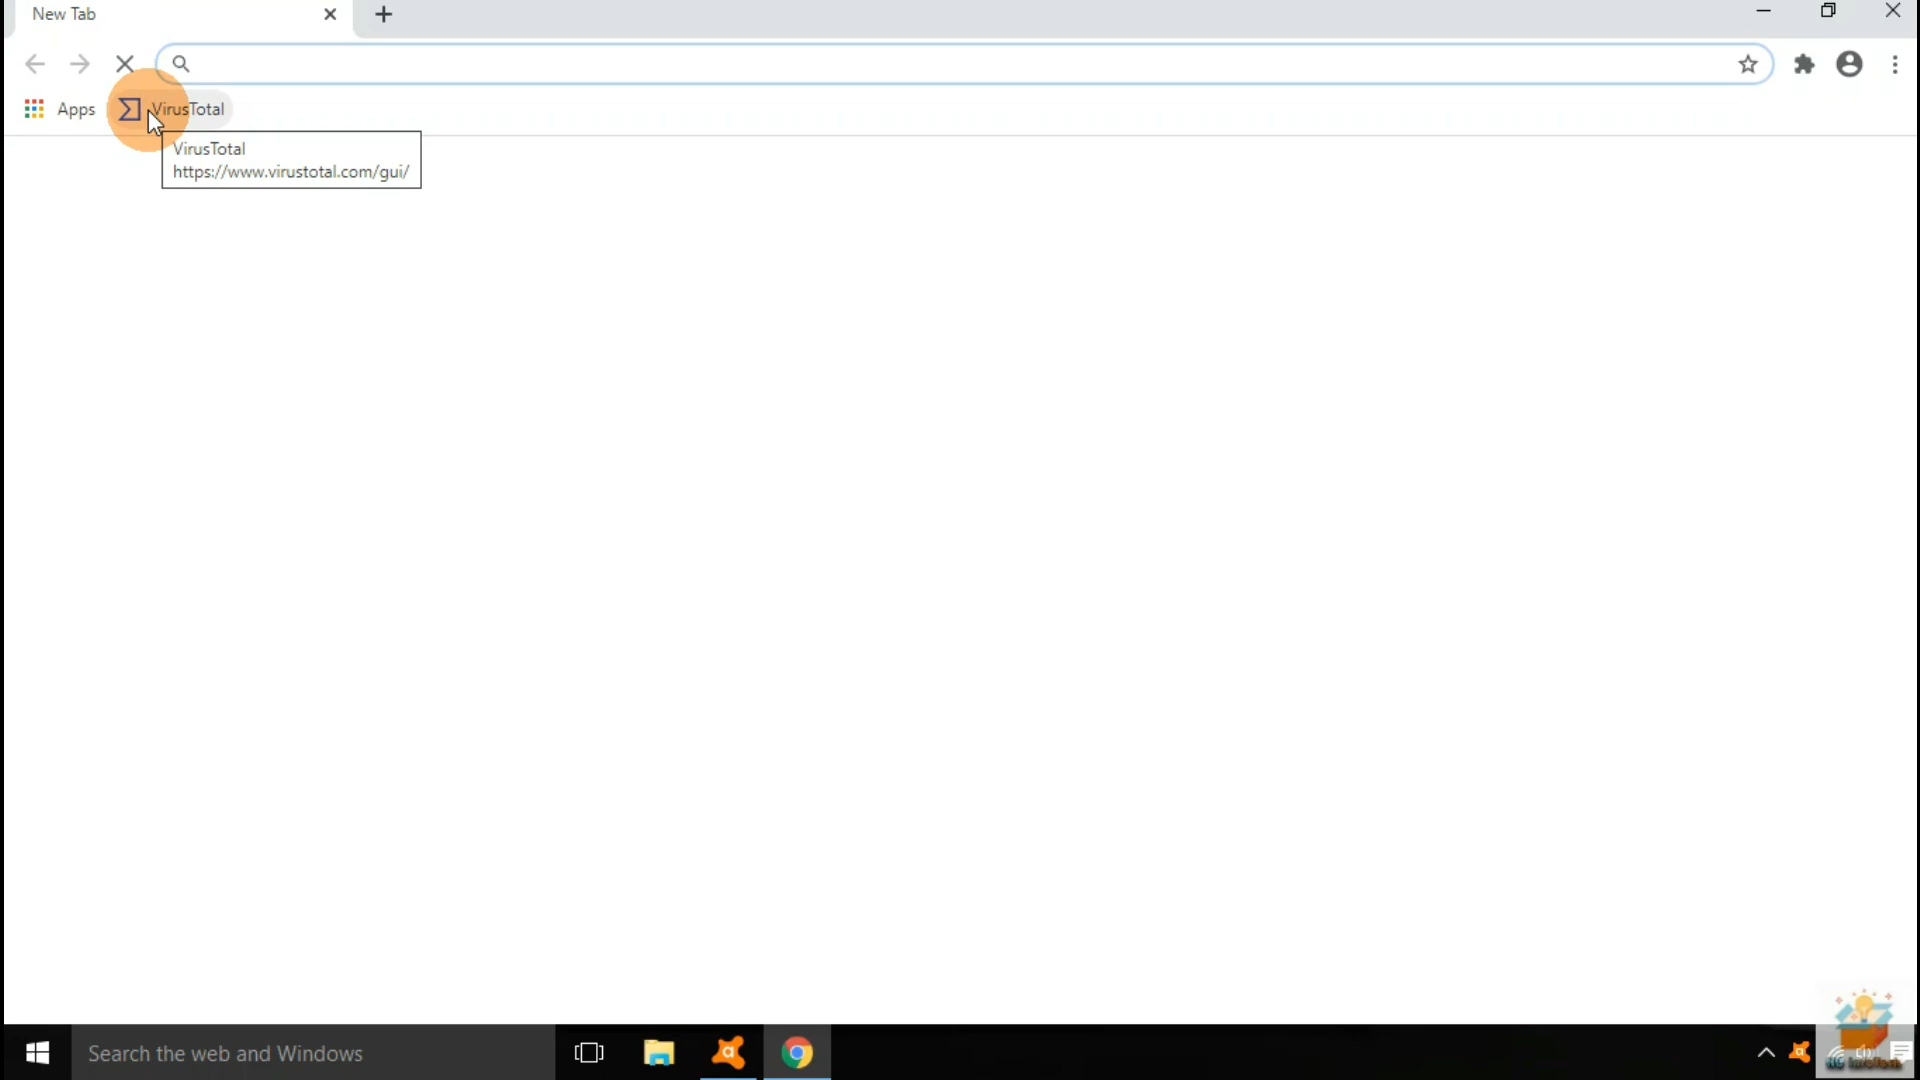 New Tab
Apps
VirusTotal
VirusTotal
https://www.virustotal.com/gui/
Search the web and Windows